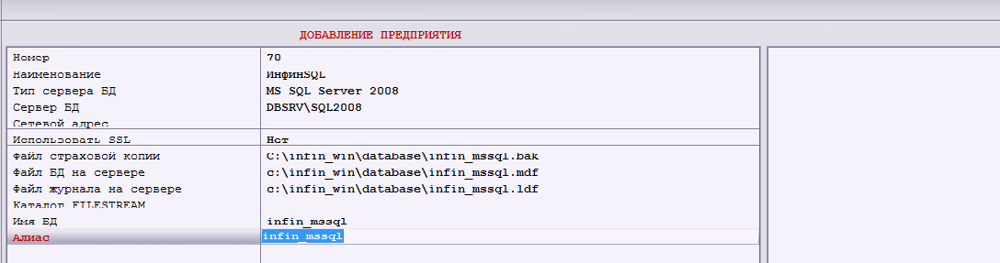 ДОБАВЛЕНИЕ ПРЕДПРИЯТИЯ
Номер 70
Наименование ИнфинSQL
Тип сервера БД MS SQL Server 2008
Сервер БД DBSRV\SQL2008
Сетевой адрес
Использовать SSL Нет
Файл страховой копии C:\infin_win\database\infin_mssql.bak
Файл БД на сервере c:\infin_win\database\infin_mssql.mdf
Файл журнала на сервере c:\infin_win\database\infin_mssql.ldf
Каталог FILESTREAM
Имя БД infin_mssql
Алиас infin_mssql